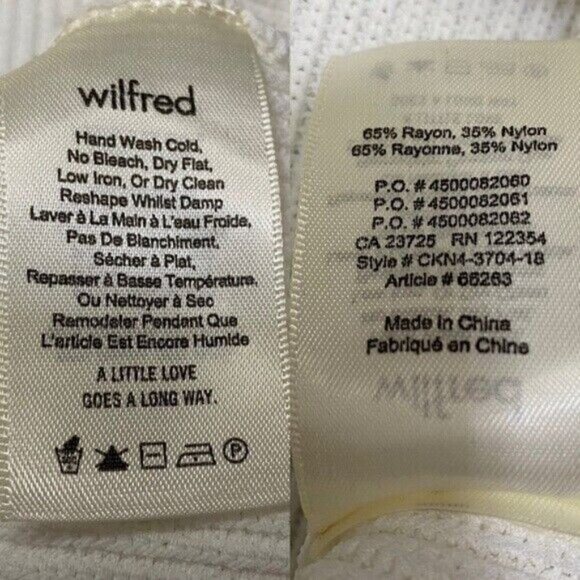 wilfred
Hand Wash Cold,
No Bleach, Dry Flat,
Low Iron, Or Dry Clean
Reshape Whilst Damp
Laver à La Main à L'eau Froide,
Pas De Blanchiment,
Sécher à Plat,
Repasser à Basse Température.
Ou Nettoyer à Sec
Remodeler Pendent Que
L'article Est Encore Humide
A LITTLE LOVE
GOES A LONG WAY.
P
65% Rayon, 35% Nylon
65% Rayonne, 35% Nylon
P.O. # 4500082060
P.O. # 4500082061
P.O. # 4500082062
CA 23725 RN 122354
Style # CKN4-3704-18
Article # 65263
Made in China
Fabriqué en Chine
wilfred